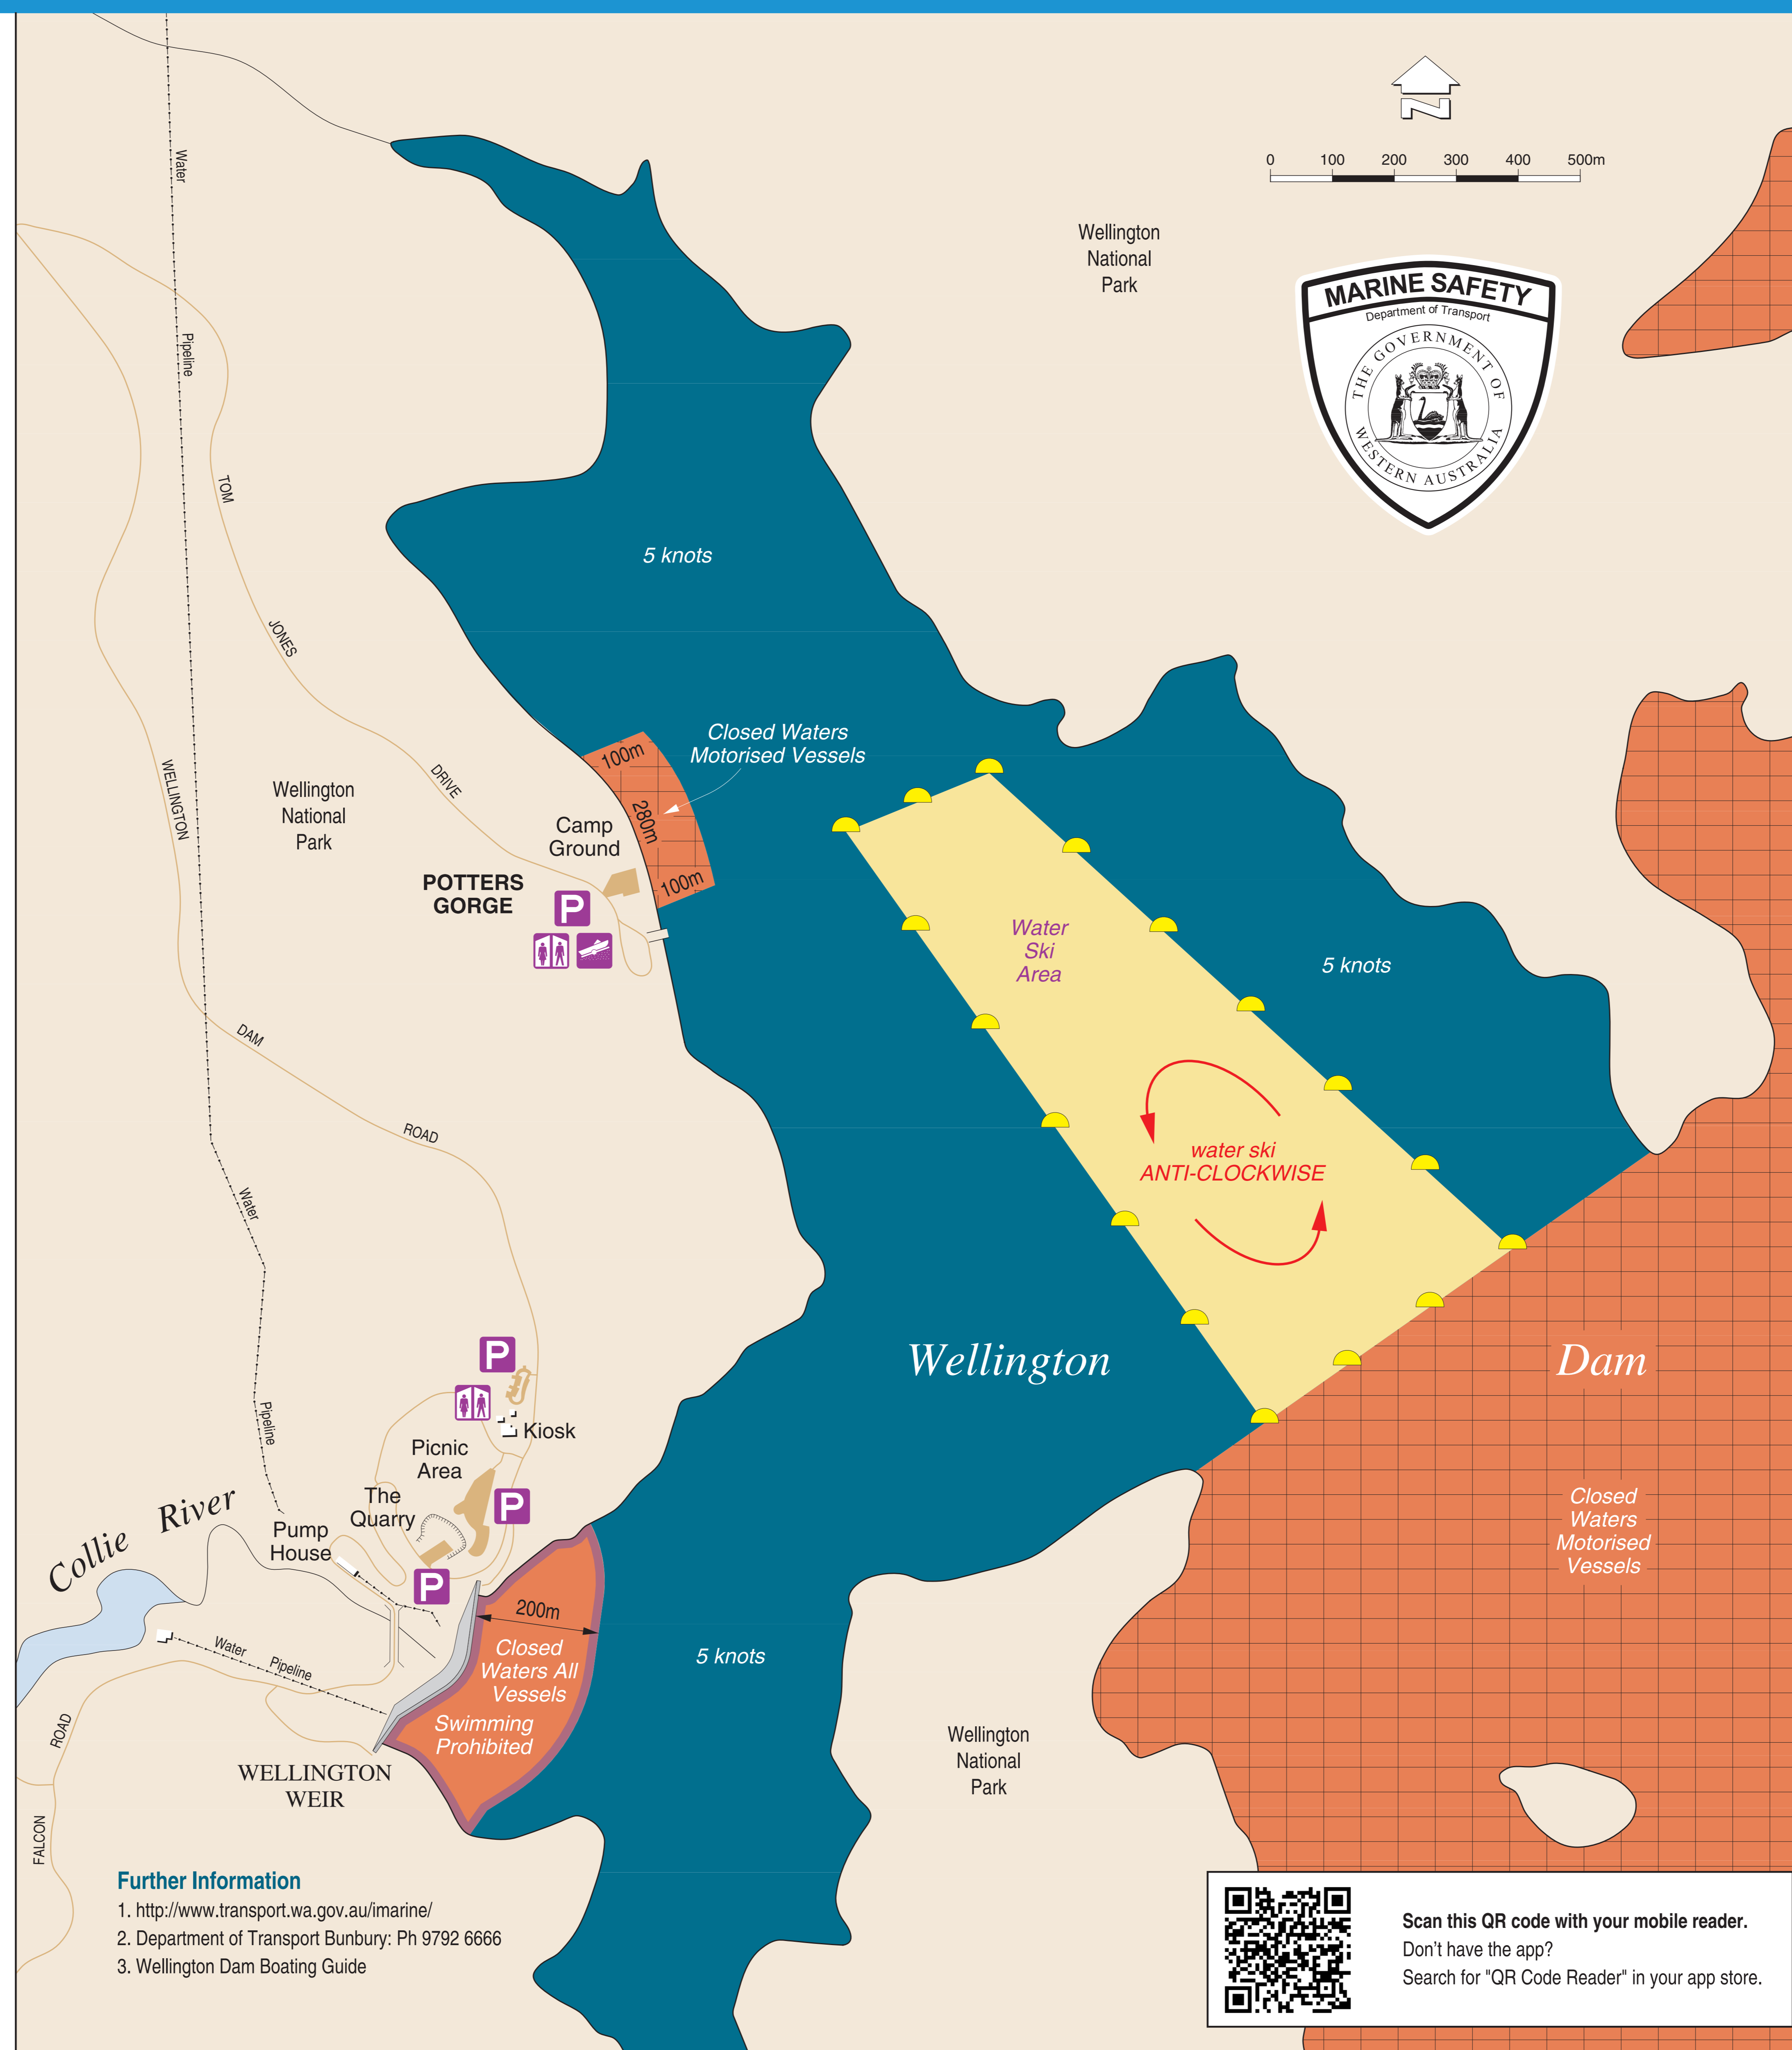 N
0 100 200 300 400 500m
Water
Pipeline
Wellington
National
Park
MARINE SAFETY
Department of Transport
THE GOVERNMENT OF
WESTERN AUSTRALIA
TOM
JONES
DRIVE
5 knots
Closed Waters
Motorised Vessels
100m
280m
100m
WELLINGTON
DAM
ROAD
Wellington
National
Park
Camp
Ground
POTTERS
GORGE
P
Water
Ski
Area
5 knots
water ski
ANTI-CLOCKWISE
Water
Pipeline
Wellington Dam
P
Kiosk
Picnic
Area
The
Quarry
P
Pump
House
P
Collie River
Closed
Waters
Motorised
Vessels
200m
Closed
Waters All
Vessels
Swimming
Prohibited
5 knots
Water
Pipeline
ROAD
FALCON
WELLINGTON
WEIR
Wellington
National
Park
Further Information
1. http://www.transport.wa.gov.au/imarine/
2. Department of Transport Bunbury: Ph 9792 6666
3. Wellington Dam Boating Guide
Scan this QR code with your mobile reader.
Don't have the app?
Search for "QR Code Reader" in your app store.